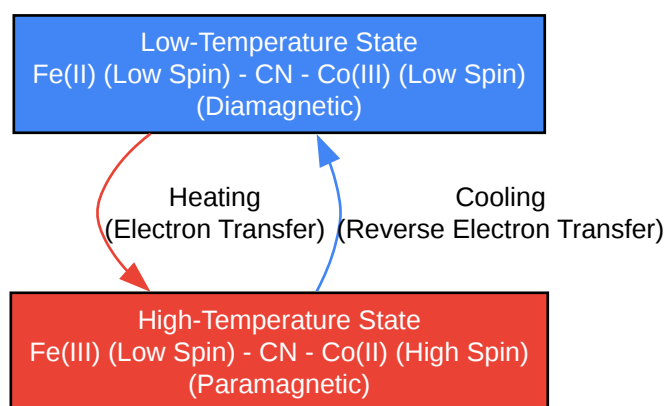 Low-Temperature State
Fe(II) (Low Spin) - CN - Co(III) (Low Spin)
(Diamagnetic)
Heating
(Electron Transfer)
Cooling
(Reverse Electron Transfer)
High-Temperature State
Fe(III) (Low Spin) - CN - Co(II) (High Spin)
(Paramagnetic)